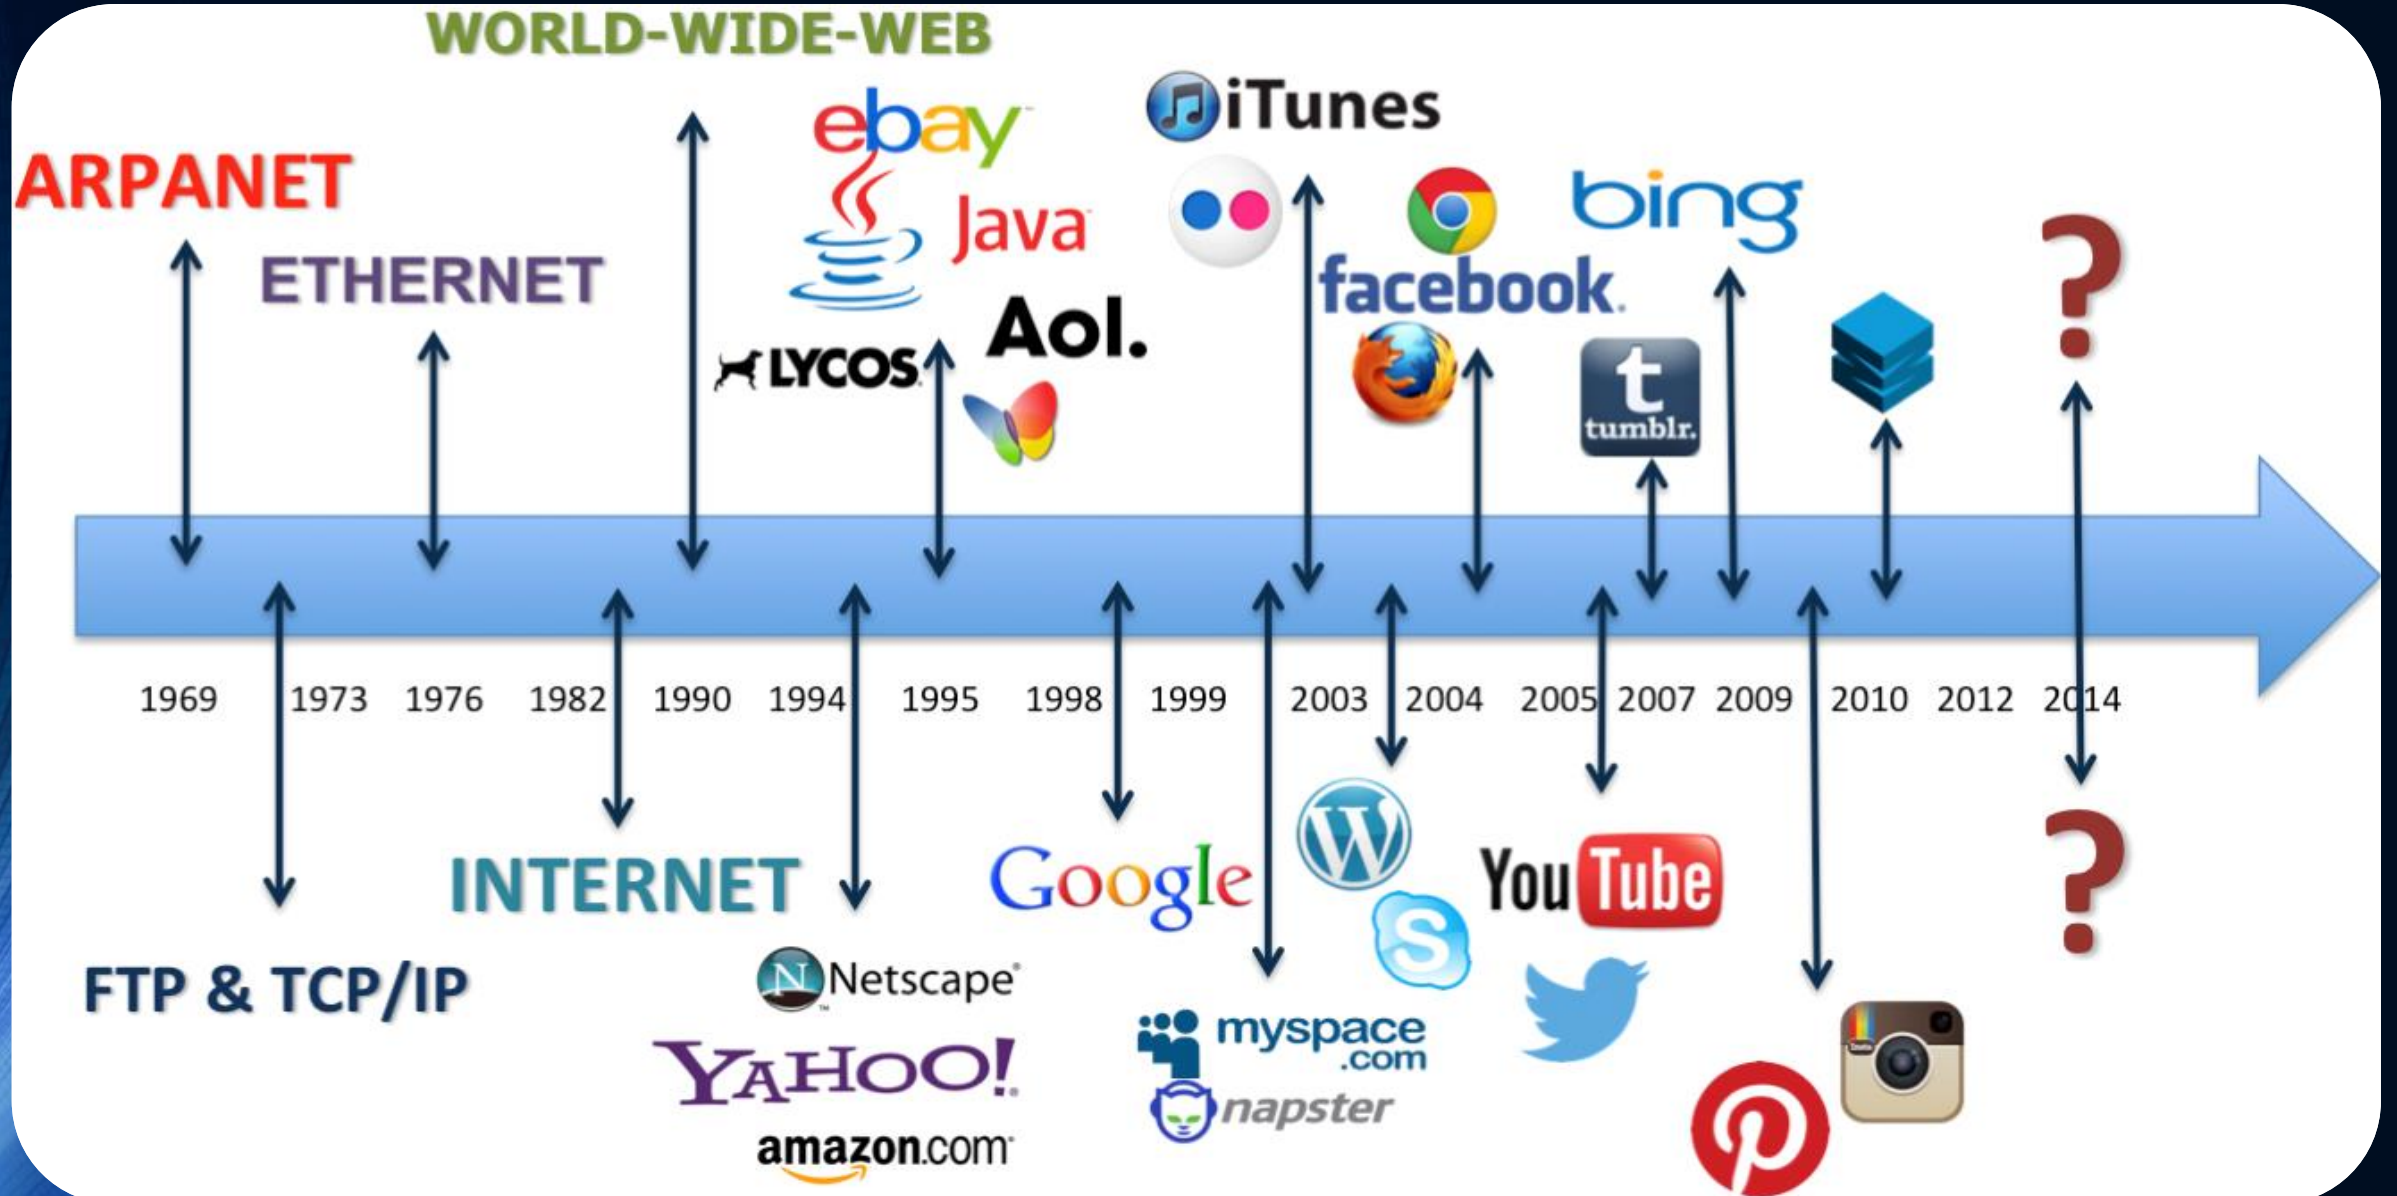 WORLD-WIDE-WEB
ebay
iTunes
ARPANET
Java
bing
ETHERNET
facebook.
Aol.
LYCOS
t
tumblr.
?
1969 1973 1976 1982 1990 1994 1995 1998 1999 2003 2004 2005 2007 2009 2010 2012 2014
INTERNET
Google
W
You Tube
S
?
FTP & TCP/IP
N Netscape
myspace
.com
YAHOO!
napster
amazon.com
P